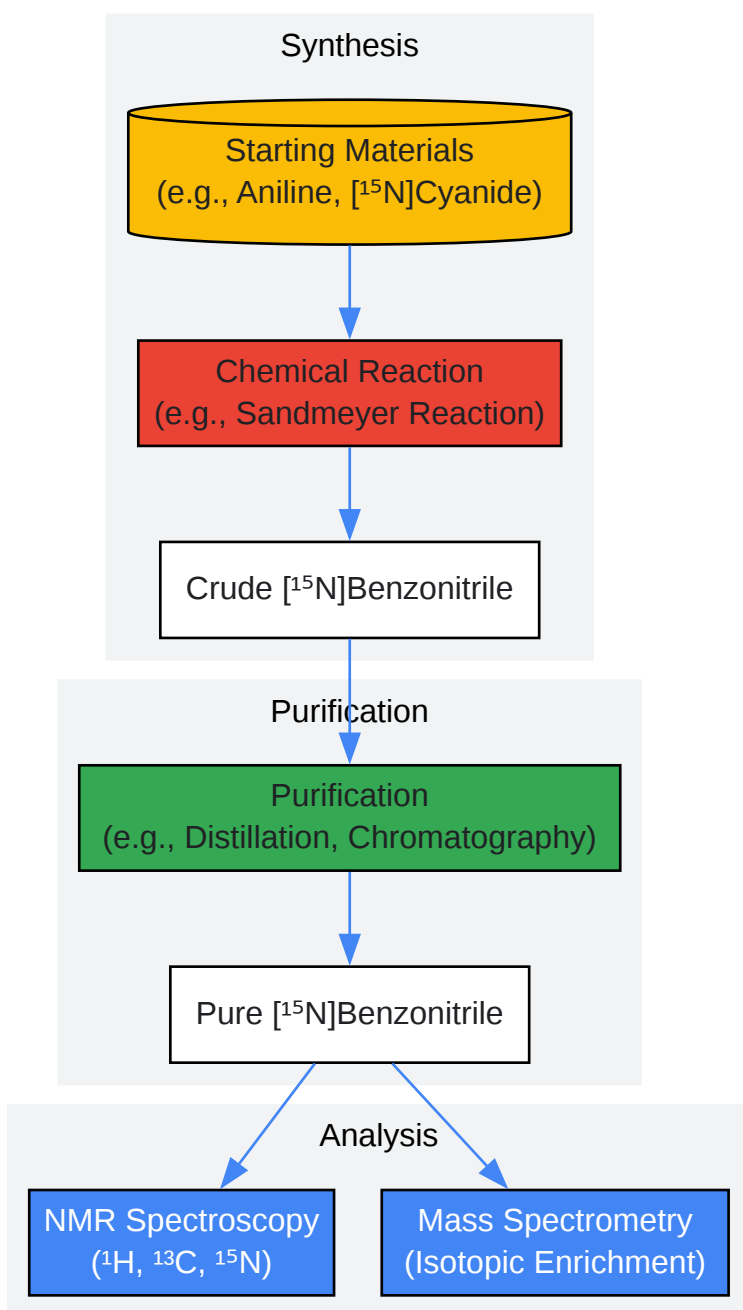 Synthesis
Starting Materials
(e.g., Aniline, [¹⁵N]Cyanide)
Chemical Reaction
(e.g., Sandmeyer Reaction)
Crude [¹⁵N]Benzonitrile
Purification
Purification
(e.g., Distillation, Chromatography)
Pure [¹⁵N]Benzonitrile
Analysis
NMR Spectroscopy
(¹H, ¹³C, ¹⁵N)
Mass Spectrometry
(Isotopic Enrichment)